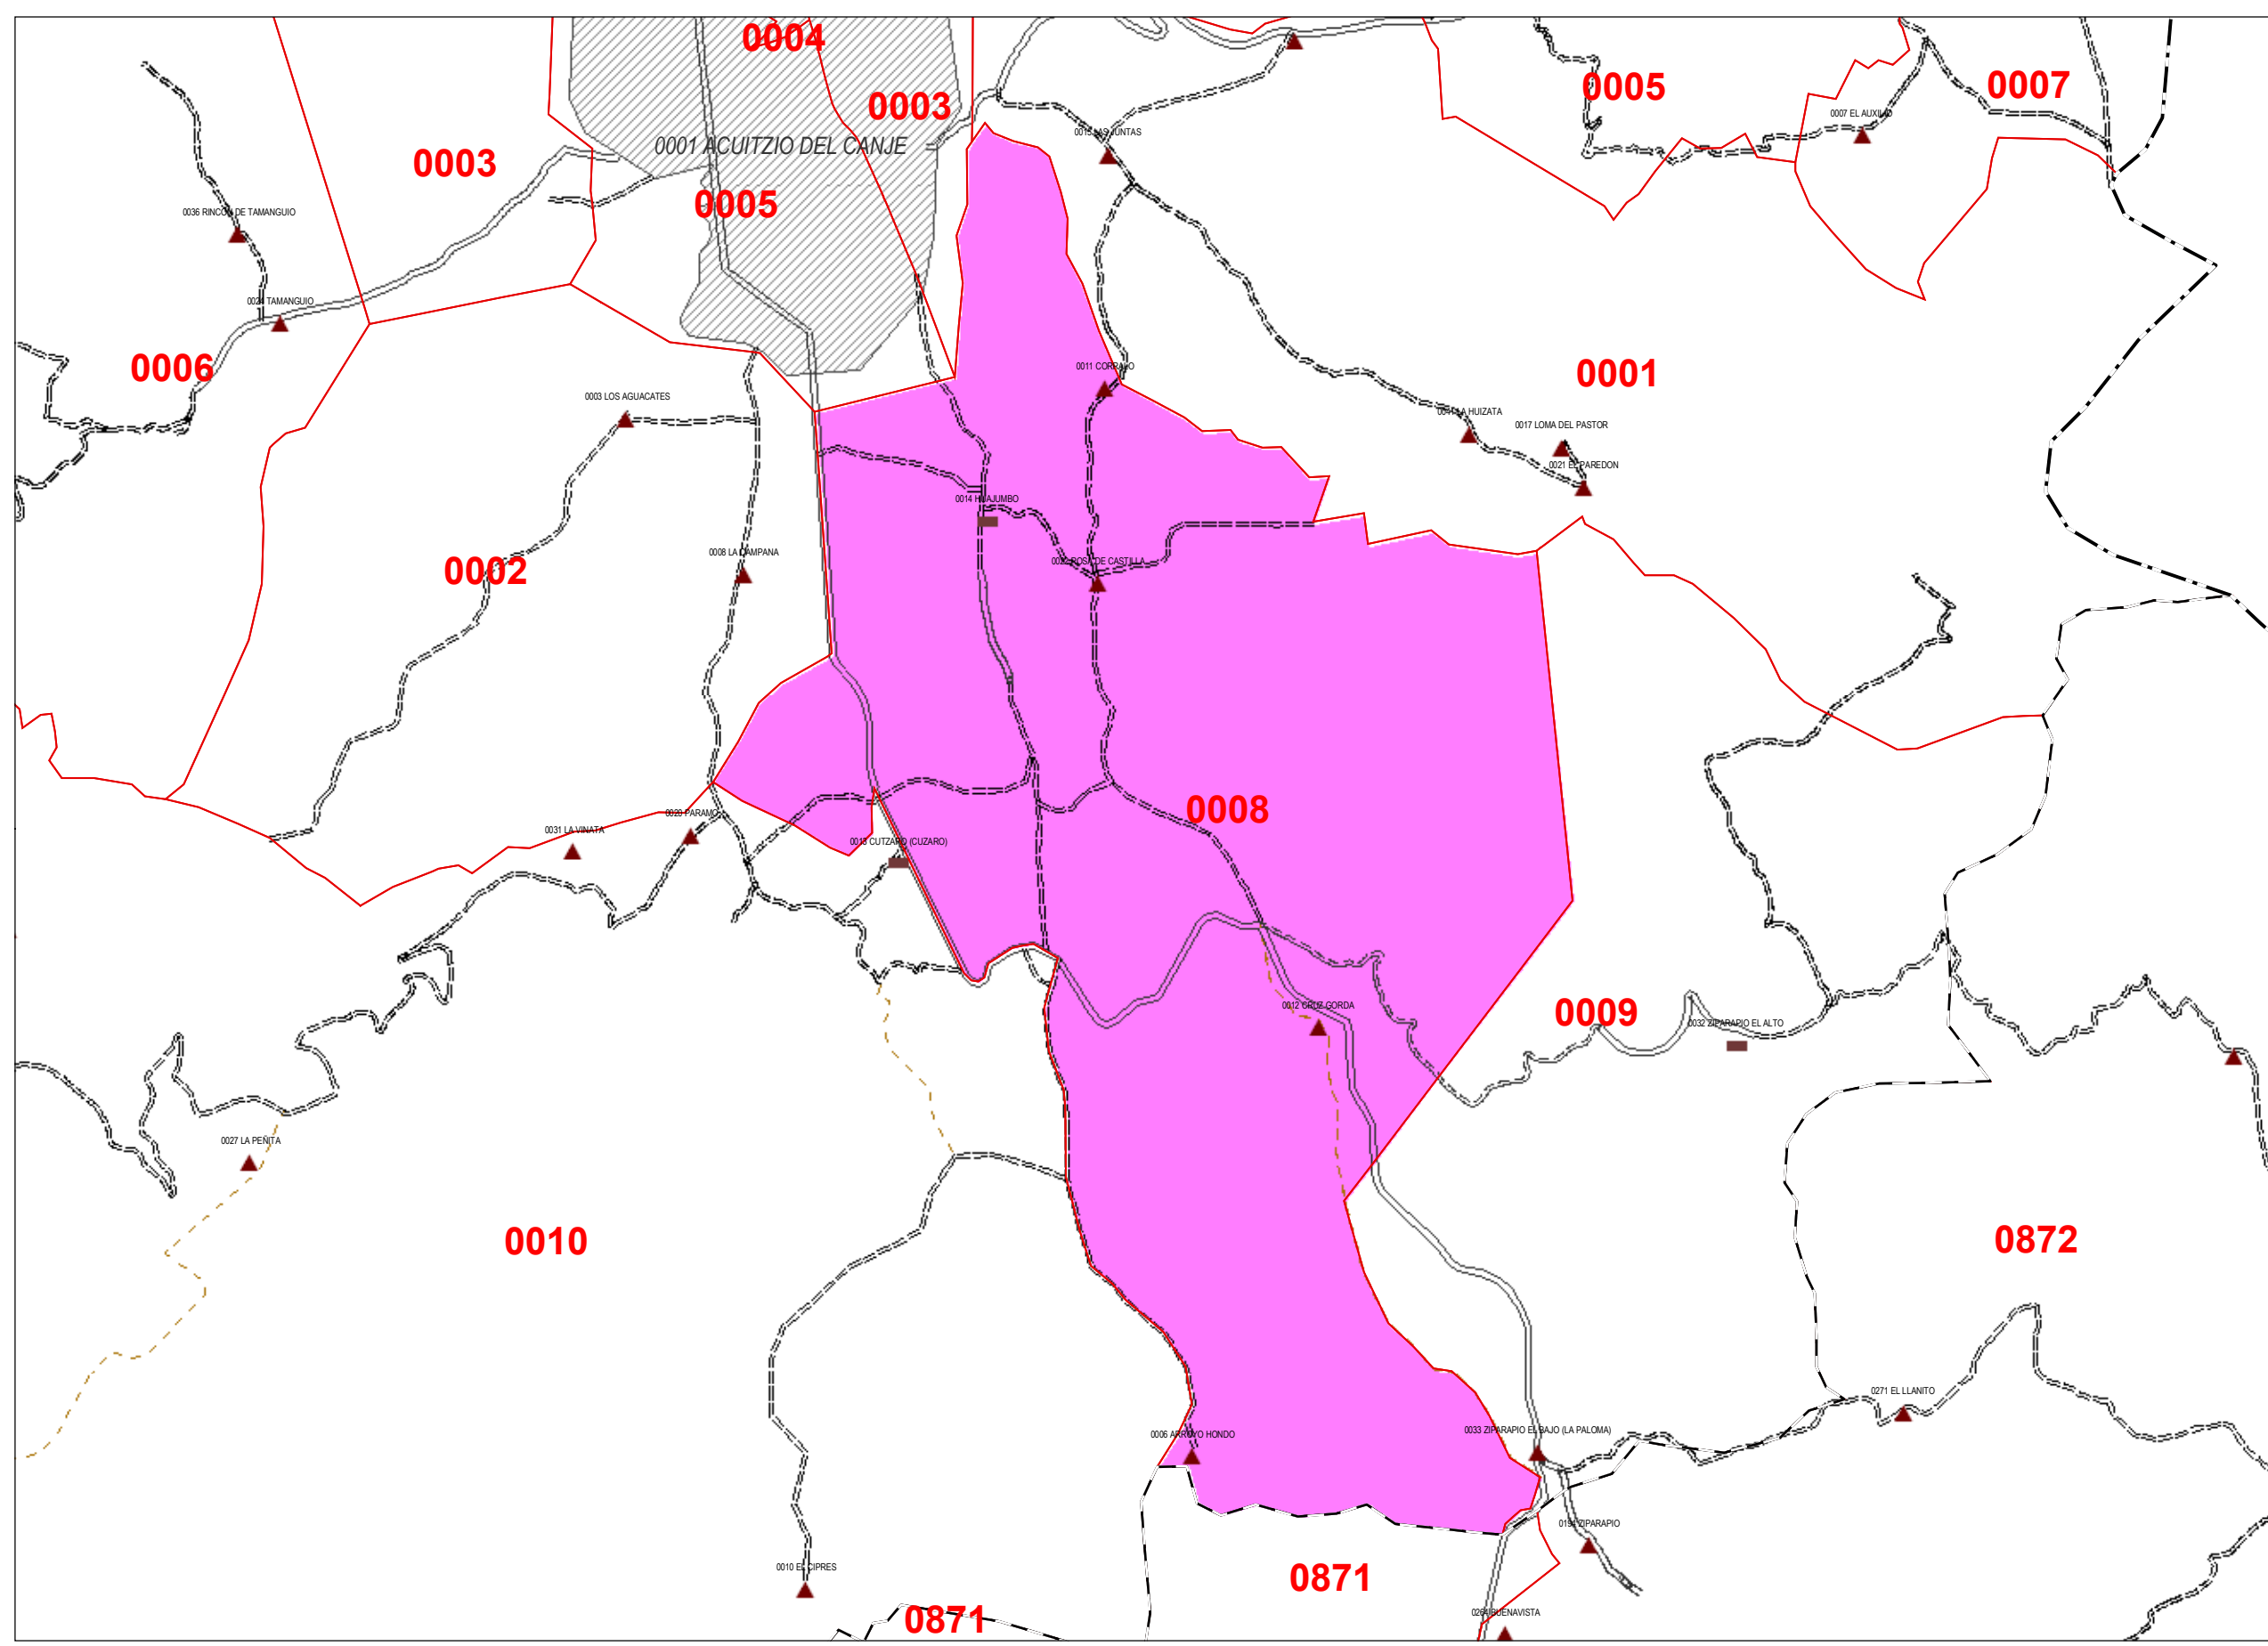 0004
0005
0007
0003
0007 EL AUXILIO
0015 LAS JUNTAS
0001 ACUITZIO DEL CANJE
0003
0005
0036 RINCON DE TAMANGUIO
0024 TAMANGUIO
0006
0011 CORRALO
0001
0003 LOS AGUACATES
0041 LA HUIZATA
0017 LOMA DEL PASTOR
0021 EL PAREDON
0014 HUAJUMBO
0008 LA CAMPANA
ROSA DE CASTILLA
0002
0008
0020 PARAMO
0031 LA VINATA
0013 CUTZARO (CUZARO)
0012 CRUZ GORDA
0009
0032 ZIPARAPIO EL ALTO
0027 LA PEÑITA
0010
0872
0271 EL LLANITO
0006 ARROYO HONDO
0033 ZIPARAPIO EL BAJO (LA PALOMA)
0194 ZIPARAPIO
0010 EL CIPRES
0871
0871
0264 BUENAVISTA